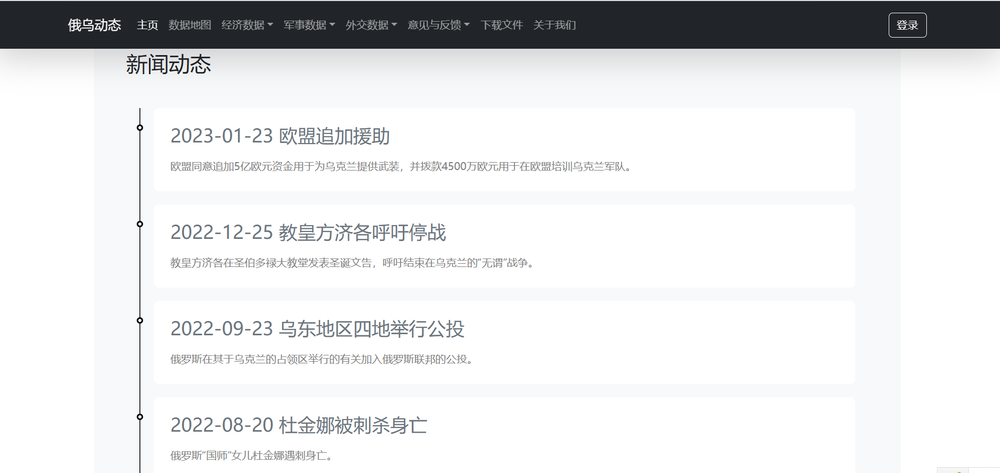 俄乌动态 主页 数据地图 经济数据 军事数据 外交数据 意见与反馈 下载文件 关于我们 登录
新闻动态
2023-01-23 欧盟追加援助
欧盟同意追加5亿欧元资金用于为乌克兰提供武装，并拨款4500万欧元用于在欧盟培训乌克兰军队。
2022-12-25 教皇方济各呼吁停战
教皇方济各在圣伯多禄大教堂发表圣诞文告，呼吁结束在乌克兰的“无谓”战争。
2022-09-23 乌东地区四地举行公投
俄罗斯在其于乌克兰的占领区举行的有关加入俄罗斯联邦的公投。
2022-08-20 杜金娜被刺杀身亡
俄罗斯“国师”女儿杜金娜遇刺身亡。